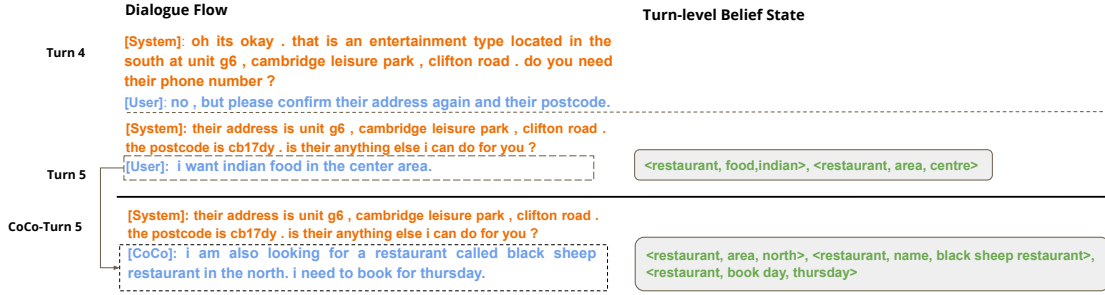 Dialogue Flow
Turn-level Belief State
Turn 4
[System]: oh its okay . that is an entertainment type located in the
south at unit g6 , cambridge leisure park , clifton road . do you need
their phone number ?
[User]: no , but please confirm their address again and their postcode.
[System]: their address is unit g6 , cambridge leisure park , clifton road .
the postcode is cb17dy . is their anything else i can do for you ?
Turn 5
[User]: i want indian food in the center area.
<restaurant, food,indian>, <restaurant, area, centre>
CoCo-Turn 5
[System]: their address is unit g6 , cambridge leisure park , clifton road .
the postcode is cb17dy . is their anything else i can do for you ?
[CoCo]: i am also looking for a restaurant called black sheep
restaurant in the north. i need to book for thursday.
<restaurant, area, north>, <restaurant, name, black sheep restaurant>,
<restaurant, book day, thursday>